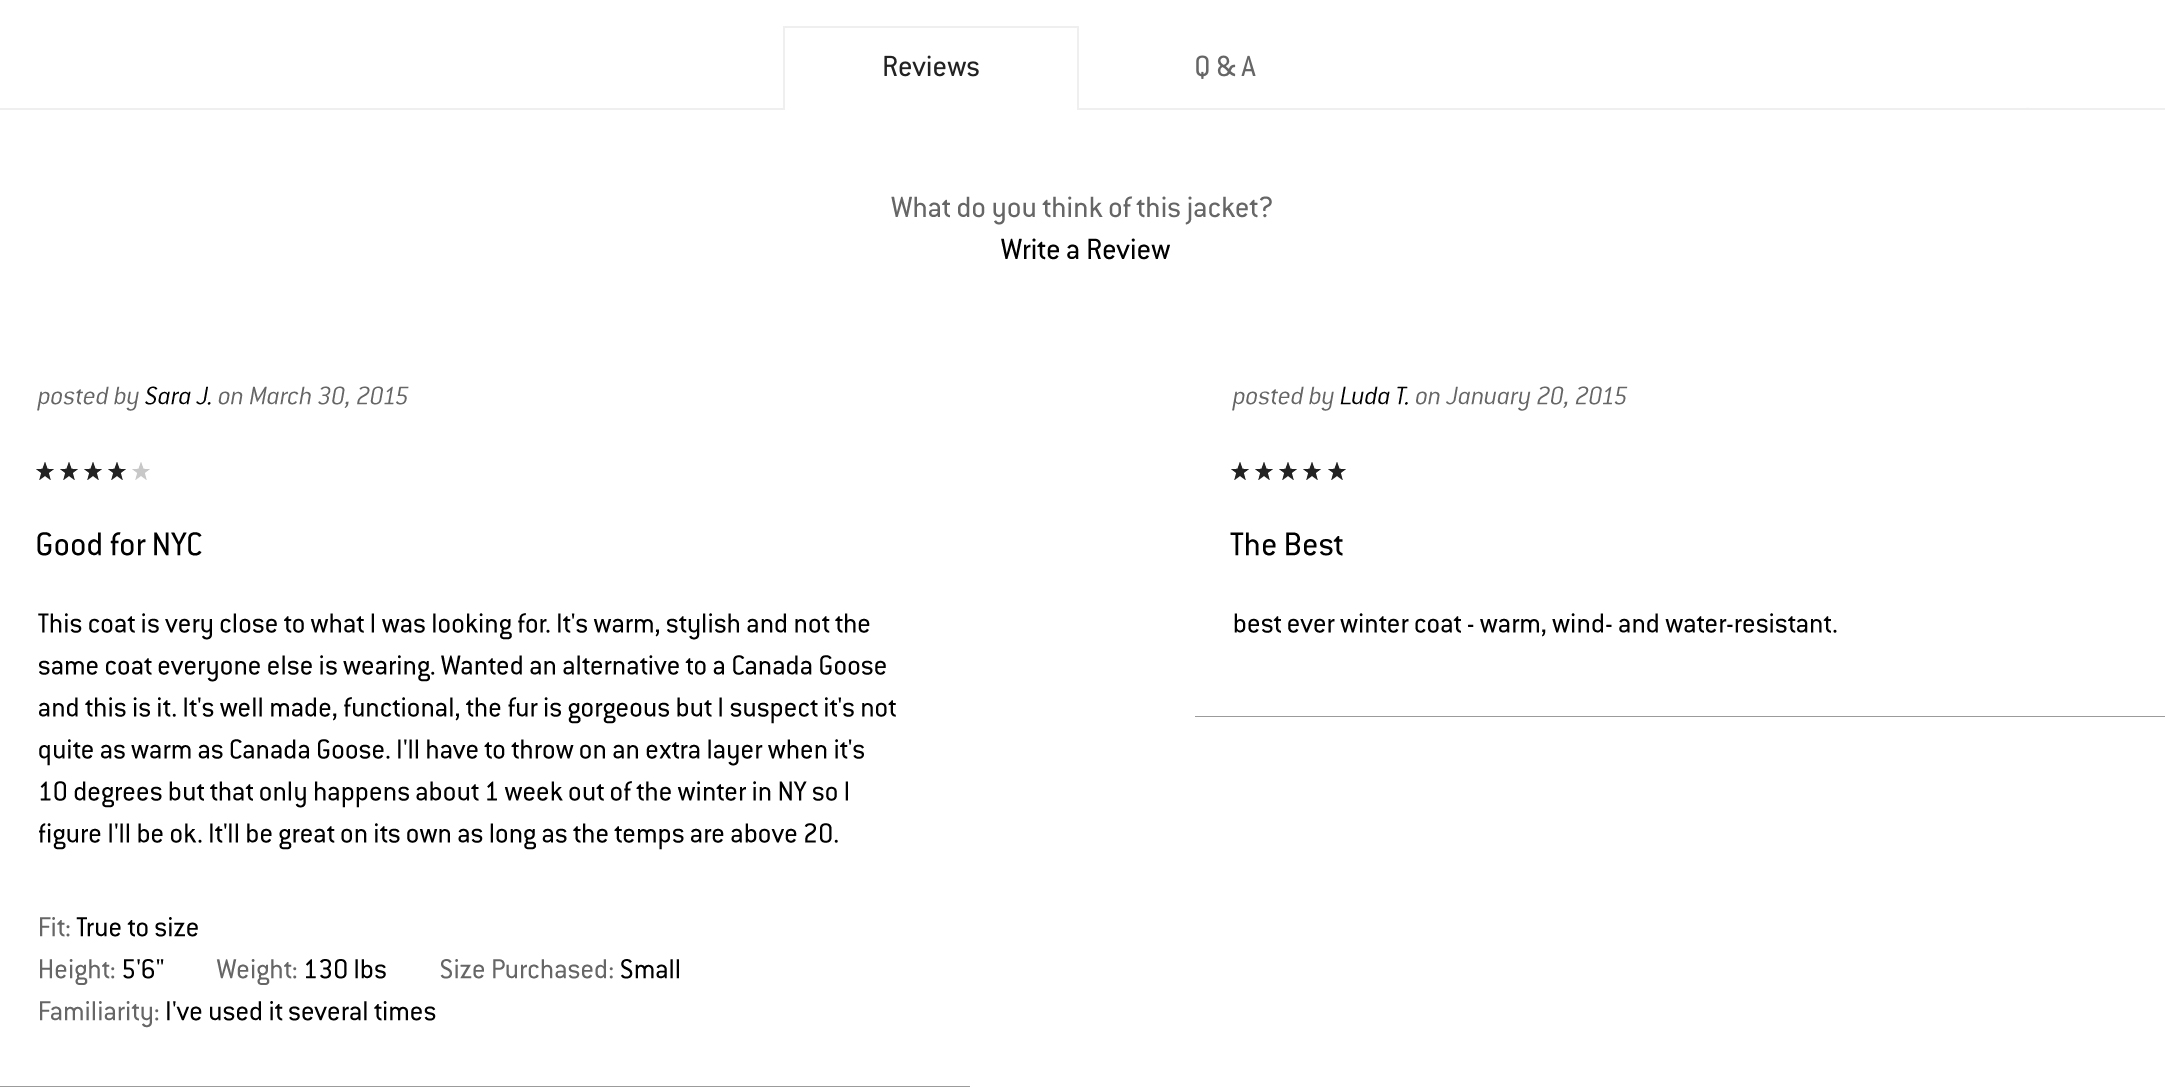 Reviews
Q & A
What do you think of this jacket?
Write a Review
posted by Sara J. on March 30, 2015
Good for NYC
This coat is very close to what I was looking for. It's warm, stylish and not the
same coat everyone else is wearing. Wanted an alternative to a Canada Goose
and this is it. It's well made, functional, the fur is gorgeous but I suspect it's not
quite as warm as Canada Goose. I'll have to throw on an extra layer when it's
10 degrees but that only happens about 1 week out of the winter in NY so I
figure I'll be ok. It'll be great on its own as long as the temps are above 20.
Fit: True to size
Height: 5'6" Weight: 130 lbs Size Purchased: Small
Familiarity: I've used it several times
posted by Luda T. on January 20, 2015
The Best
best ever winter coat - warm, wind- and water-resistant.